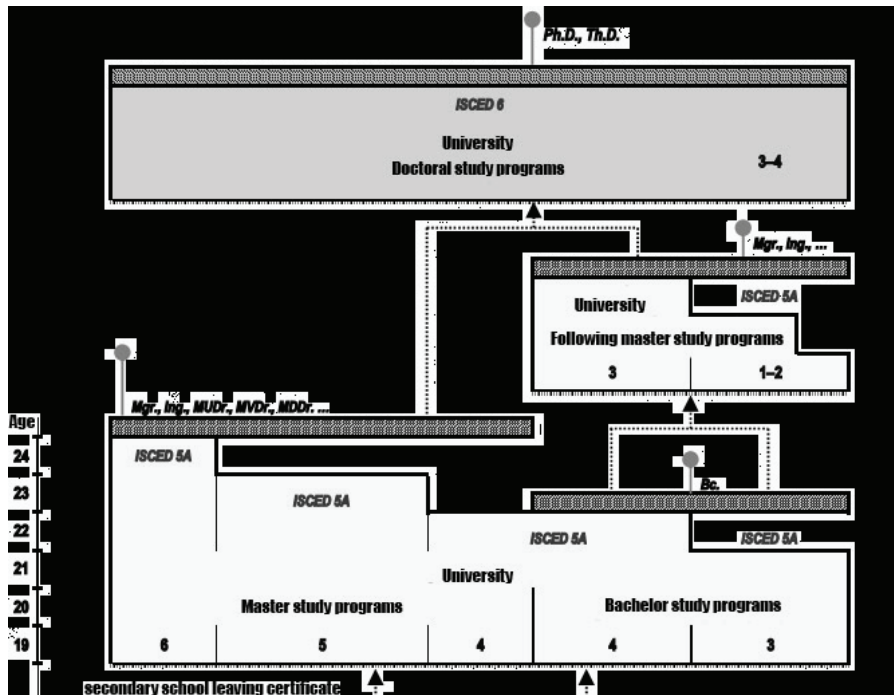 Ph.D., Th.D.
ISCED 6
University
Doctoral study programs
3–4
Mgr., Ing., ...
ISCED 5A
University
Following master study programs
3
1–2
Mgr., Ing., MUDr., MVDr., MDDr. ...
Age
24
ISCED 5A
23
ISCED 5A
Bc.
22
ISCED 5A
ISCED 5A
21
University
20
Master study programs
Bachelor study programs
19
6
5
4
4
3
secondary school leaving certificate